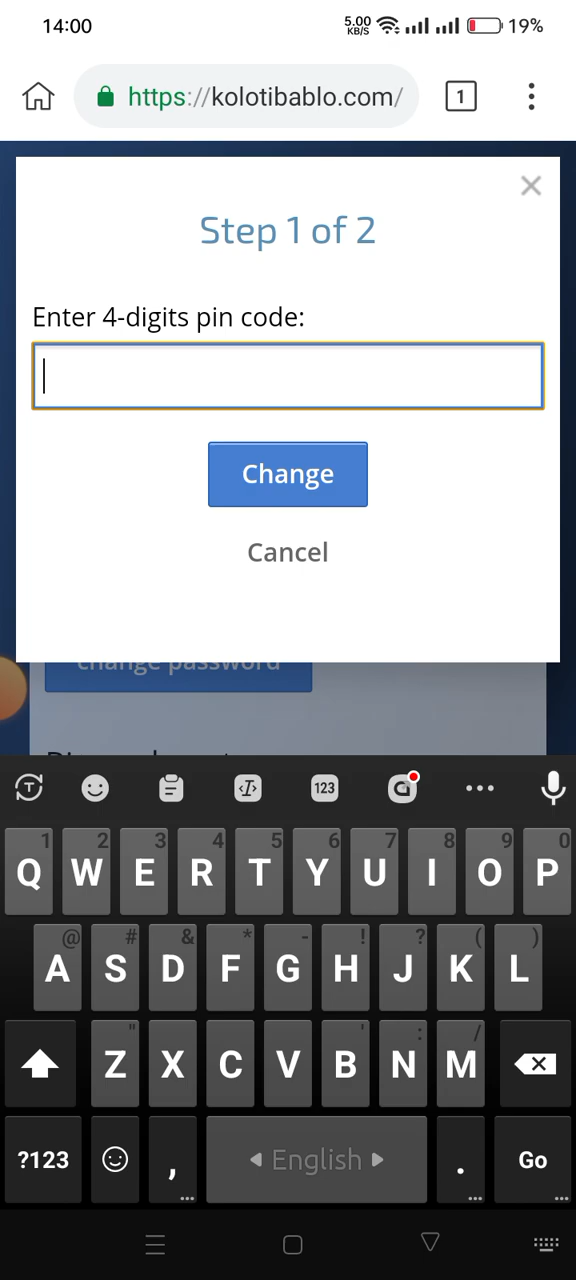 14:00 5.00 KB/S 19%
https://kolotibablo.com/ 1
Step 1 of 2
Enter 4-digits pin code:
Change
Cancel
change password
123
1 2 3 4 5 6 7 8 9 0
Q W E R T Y U I O P
@ # & * - ! ? ( )
A S D F G H J K L
" ' : /
Z X C V B N M
?123 , English . Go